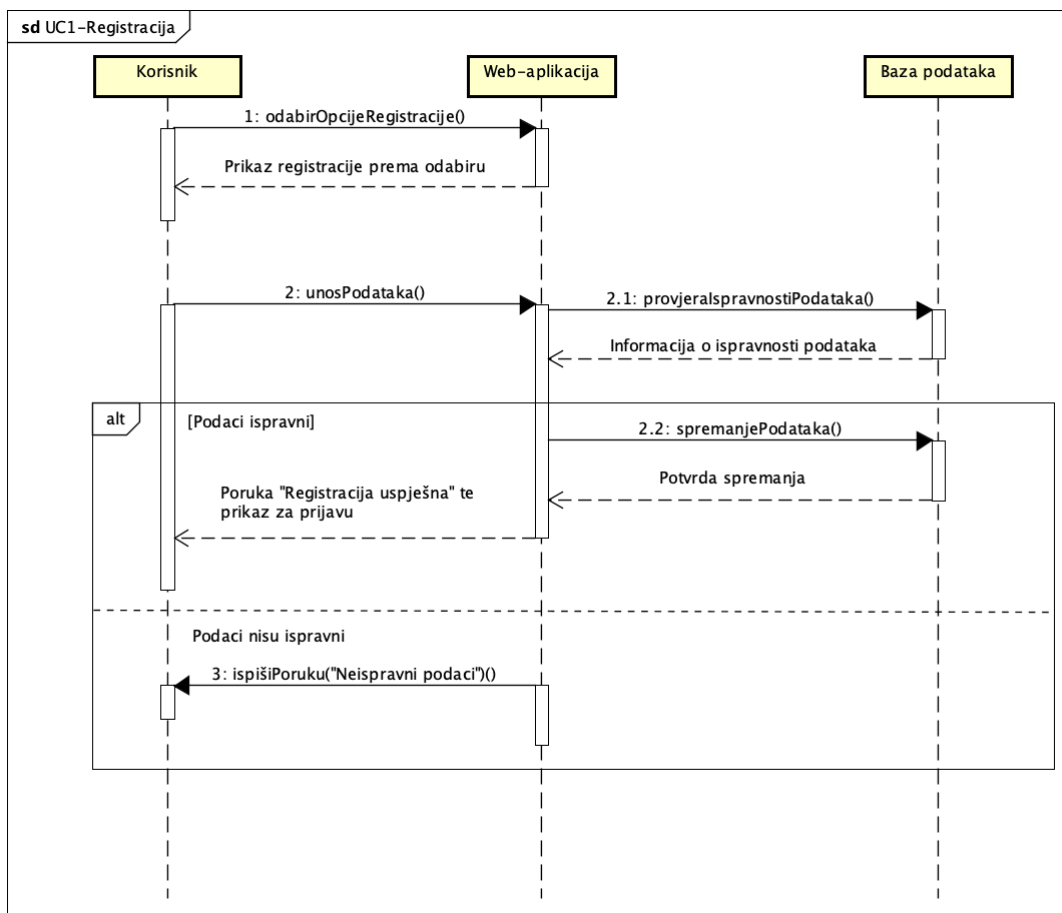 sd UC1-Registracija
Korisnik
Web-aplikacija
Baza podataka
1: odabirOpcijeRegistracije()
Prikaz registracije prema odabiru
2: unosPodataka()
2.1: provjeraIspravnostiPodataka()
Informacija o ispravnosti podataka
alt
[Podaci ispravni]
2.2: spremanjePodataka()
Potvrda spremanja
Poruka "Registracija uspješna" te
prikaz za prijavu
Podaci nisu ispravni
3: ispišiPoruku("Neispravni podaci")()